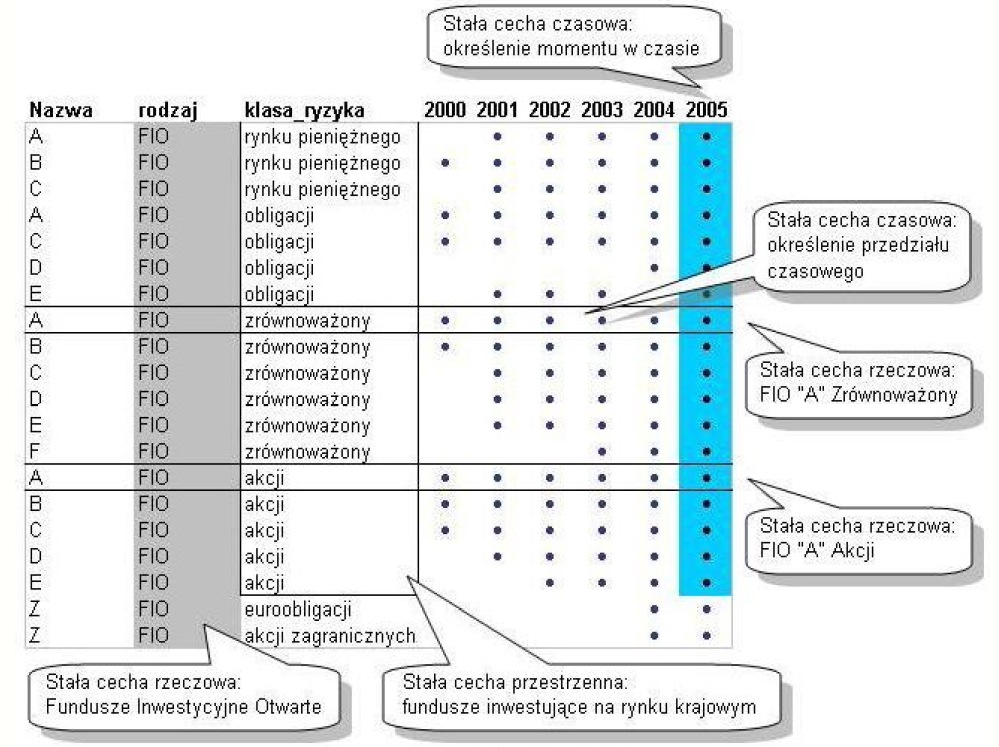 Stała cecha czasowa:
określenie momentu w czasie
Nazwa rodzaj klasa_ryzyka 2000 2001 2002 2003 2004 2005
A FIO rynku pieniężnego
B FIO rynku pieniężnego
C FIO rynku pieniężnego
A FIO obligacji
C FIO obligacji
D FIO obligacji
E FIO obligacji
A FIO zrównoważony
B FIO zrównoważony
C FIO zrównoważony
D FIO zrównoważony
E FIO zrównoważony
F FIO zrównoważony
A FIO akcji
B FIO akcji
C FIO akcji
D FIO akcji
E FIO akcji
Z FIO euroobligacji
Z FIO akcji zagranicznych
Stała cecha czasowa:
określenie przedziału
czasowego
Stała cecha rzeczowa:
FIO "A" Zrównoważony
Stała cecha rzeczowa:
FIO "A" Akcji
Stała cecha rzeczowa:
Fundusze Inwestycyjne Otwarte
Stała cecha przestrzenna:
fundusze inwestujące na rynku krajowym